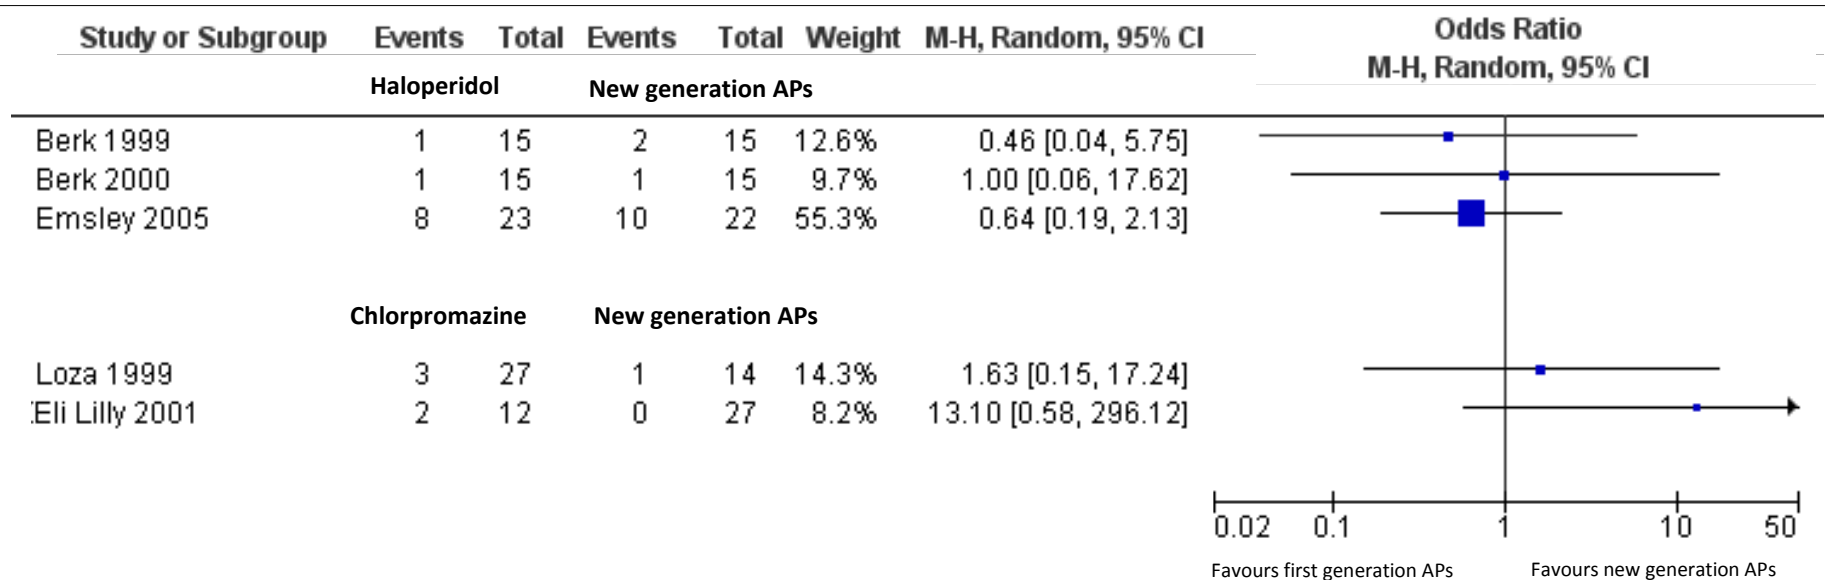 Study or Subgroup Events Total Events Total Weight M-H, Random, 95% CI Odds Ratio
M-H, Random, 95% CI
Haloperidol New generation APs
Berk 1999 1 15 2 15 12.6% 0.46 [0.04, 5.75]
Berk 2000 1 15 1 15 9.7% 1.00 [0.06, 17.62]
Emsley 2005 8 23 10 22 55.3% 0.64 [0.19, 2.13]
Chlorpromazine New generation APs
Loza 1999 3 27 1 14 14.3% 1.63 [0.15, 17.24]
Eli Lilly 2001 2 12 0 27 8.2% 13.10 [0.58, 296.12]
0.02 0.1 1 10 50
Favours first generation APs Favours new generation APs